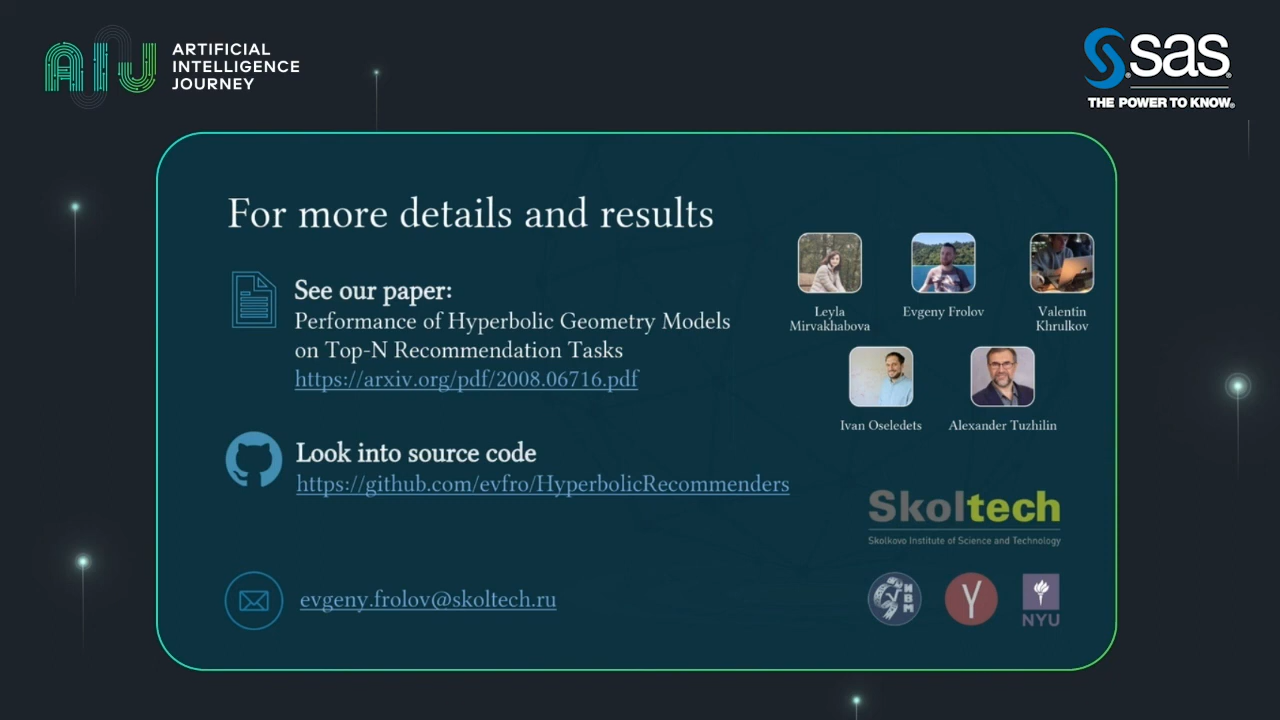 AIJ
ARTIFICIAL
INTELLIGENCE
JOURNEY
sas
THE POWER TO KNOW.
For more details and results
See our paper:
Performance of Hyperbolic Geometry Models
on Top-N Recommendation Tasks
https://arxiv.org/pdf/2008.06716.pdf
Look into source code
https://github.com/evfro/HyperbolicRecommenders
evgeny.frolov@skoltech.ru
Leyla
Mirvakhabova
Evgeny Frolov
Valentin
Khrulkov
Ivan Oseledets
Alexander Tuzhilin
Skoltech
Skolkovo Institute of Science and Technology
ИВМ
Y
NYU